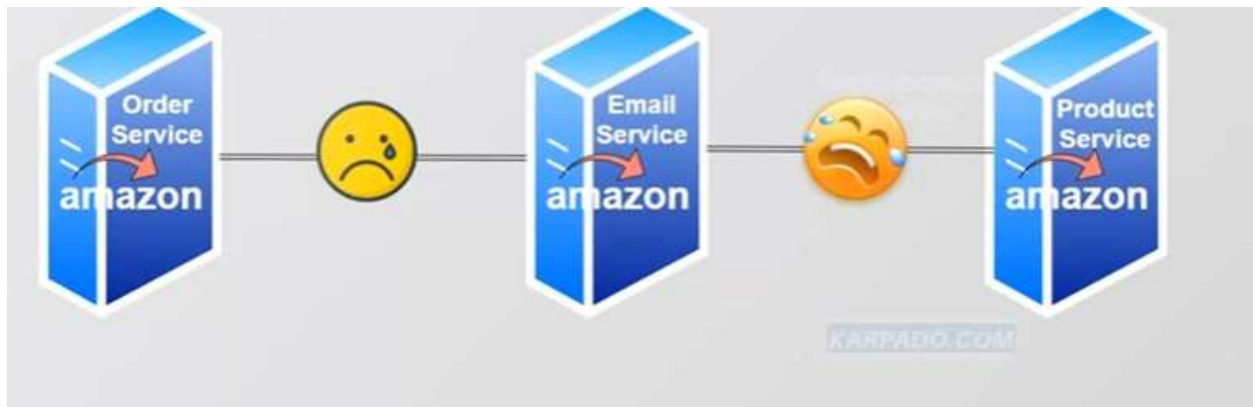 Order
Service
amazon
Email
Service
amazon
Product
Service
amazon
KARPADO.COM